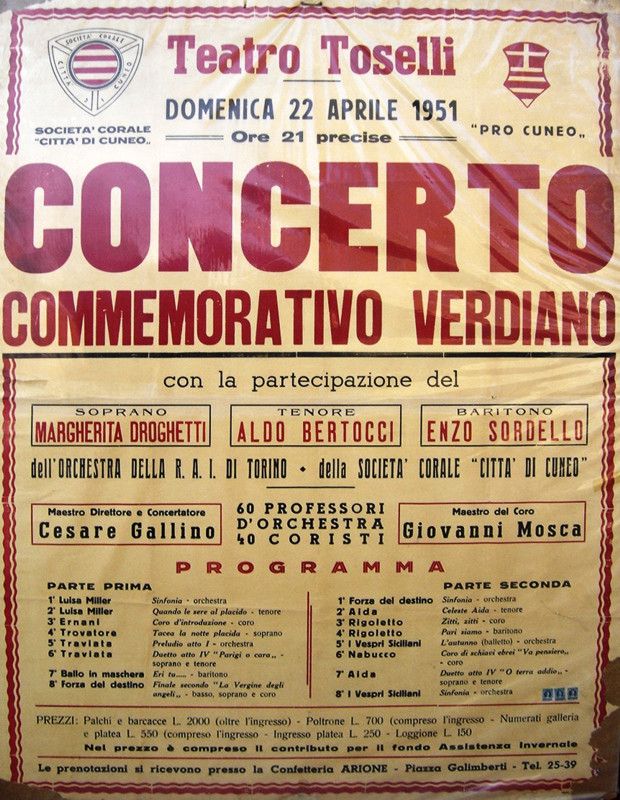 SOCIETÀ CORALE
CITTÀ DI CUNEO
Teatro Toselli
DOMENICA 22 APRILE 1951
Ore 21 precise
SOCIETA' CORALE
"CITTA' DI CUNEO„
"PRO CUNEO„
CONCERTO
COMMEMORATIVO VERDIANO
con la partecipazione del
SOPRANO
MARGHERITA DROGHETTI
TENORE
ALDO BERTOCCI
BARITONO
ENZO SORDELLO
dell'ORCHESTRA DELLA R. A. I. DI TORINO • della SOCIETA' CORALE "CITTA' DI CUNEO"
Maestro Direttore e Concertatore
Cesare Gallino
60 PROFESSORI
D'ORCHESTRA
40 CORISTI
Maestro del Coro
Giovanni Mosca
PROGRAMMA
PARTE PRIMA
1' Luisa Miller Sinfonia - orchestra
2' Luisa Miller Quando le sere al placido - tenore
3' Ernani Coro d'introduzione - coro
4' Trovatore Tacea la notte placida - soprano
5' Traviata Preludio atto I - orchestra
6' Traviata Duetto atto IV "Parigi o cara„ -
soprano e tenore
7' Ballo in maschera Eri tu..... - baritono
8' Forza del destino Finale secondo "La Vergine degli
angeli„ - basso, soprano e coro
PARTE SECONDA
1' Forza del destino Sinfonia - orchestra
2' Aida Celeste Aida - tenore
3' Rigoletto Zitti, zitti - coro
4' Rigoletto Pari siamo - baritono
5' I Vespri Siciliani L'autunno (balletto) - orchestra
6' Nabucco Coro di schiavi ebrei "Va pensiero„
- coro
7' Aida Duetto atto IV "O terra addio„ -
soprano e tenore
8' I Vespri Siciliani Sinfonia - orchestra
PREZZI: Palchi e barcacce L. 2000 (oltre l'ingresso) - Poltrone L. 700 (compreso l'ingresso - Numerati galleria
e platea L. 550 (compreso l'ingresso - Ingresso platea L. 250 - Loggione L. 150
Nel prezzo è compreso il contributo per il fondo Assistenza Invernale
Le prenotazioni si ricevono presso la Confetteria ARIONE - Piazza Galimberti - Tel. 25-39